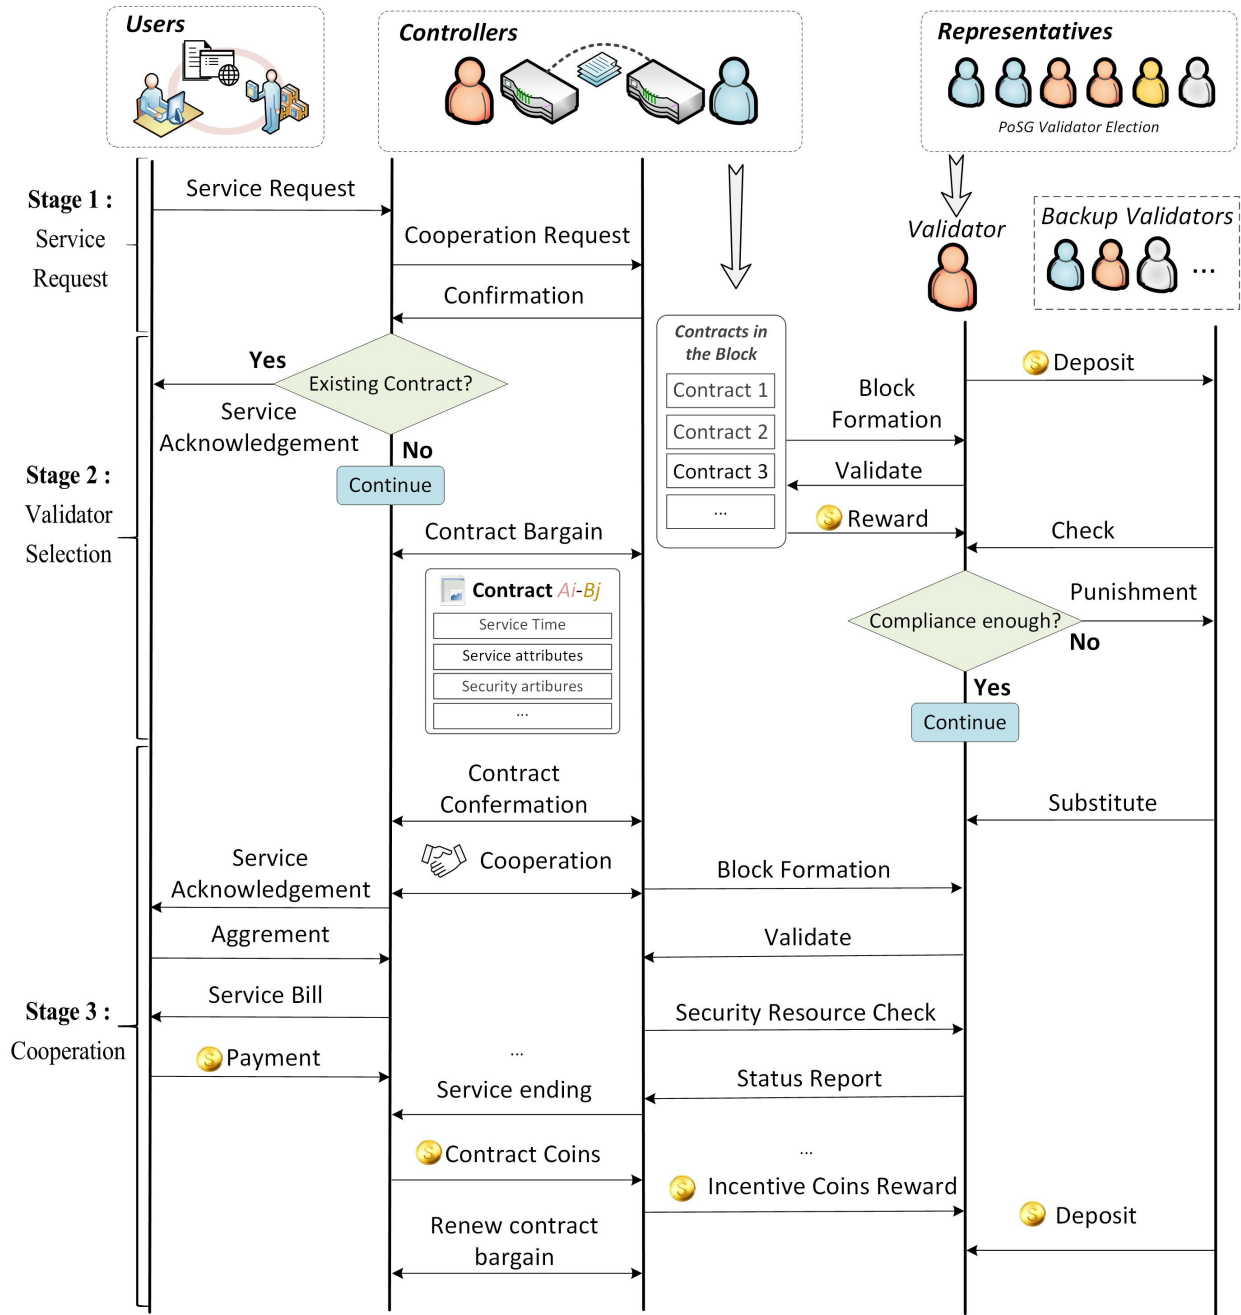 Users
Controllers
Representatives
PoSG Validator Election
Stage 1 :
Service
Request
Service Request
Cooperation Request
Confirmation
Validator
Backup Validators
...
Stage 2 :
Validator
Selection
Yes
Existing Contract?
Service
Acknowledgement
No
Continue
Contract Bargain
Contract Ai-Bj
Service Time
Service attributes
Security artibures
...
Contracts in
the Block
Contract 1
Contract 2
Contract 3
...
Block
Formation
Validate
Reward
Deposit
Check
Compliance enough?
Punishment
No
Yes
Continue
Stage 3 :
Cooperation
Contract
Confermation
Cooperation
Service
Acknowledgement
Aggrement
Service Bill
Payment
...
Service ending
Contract Coins
Renew contract
bargain
Substitute
Block Formation
Validate
Security Resource Check
Status Report
...
Incentive Coins Reward
Deposit